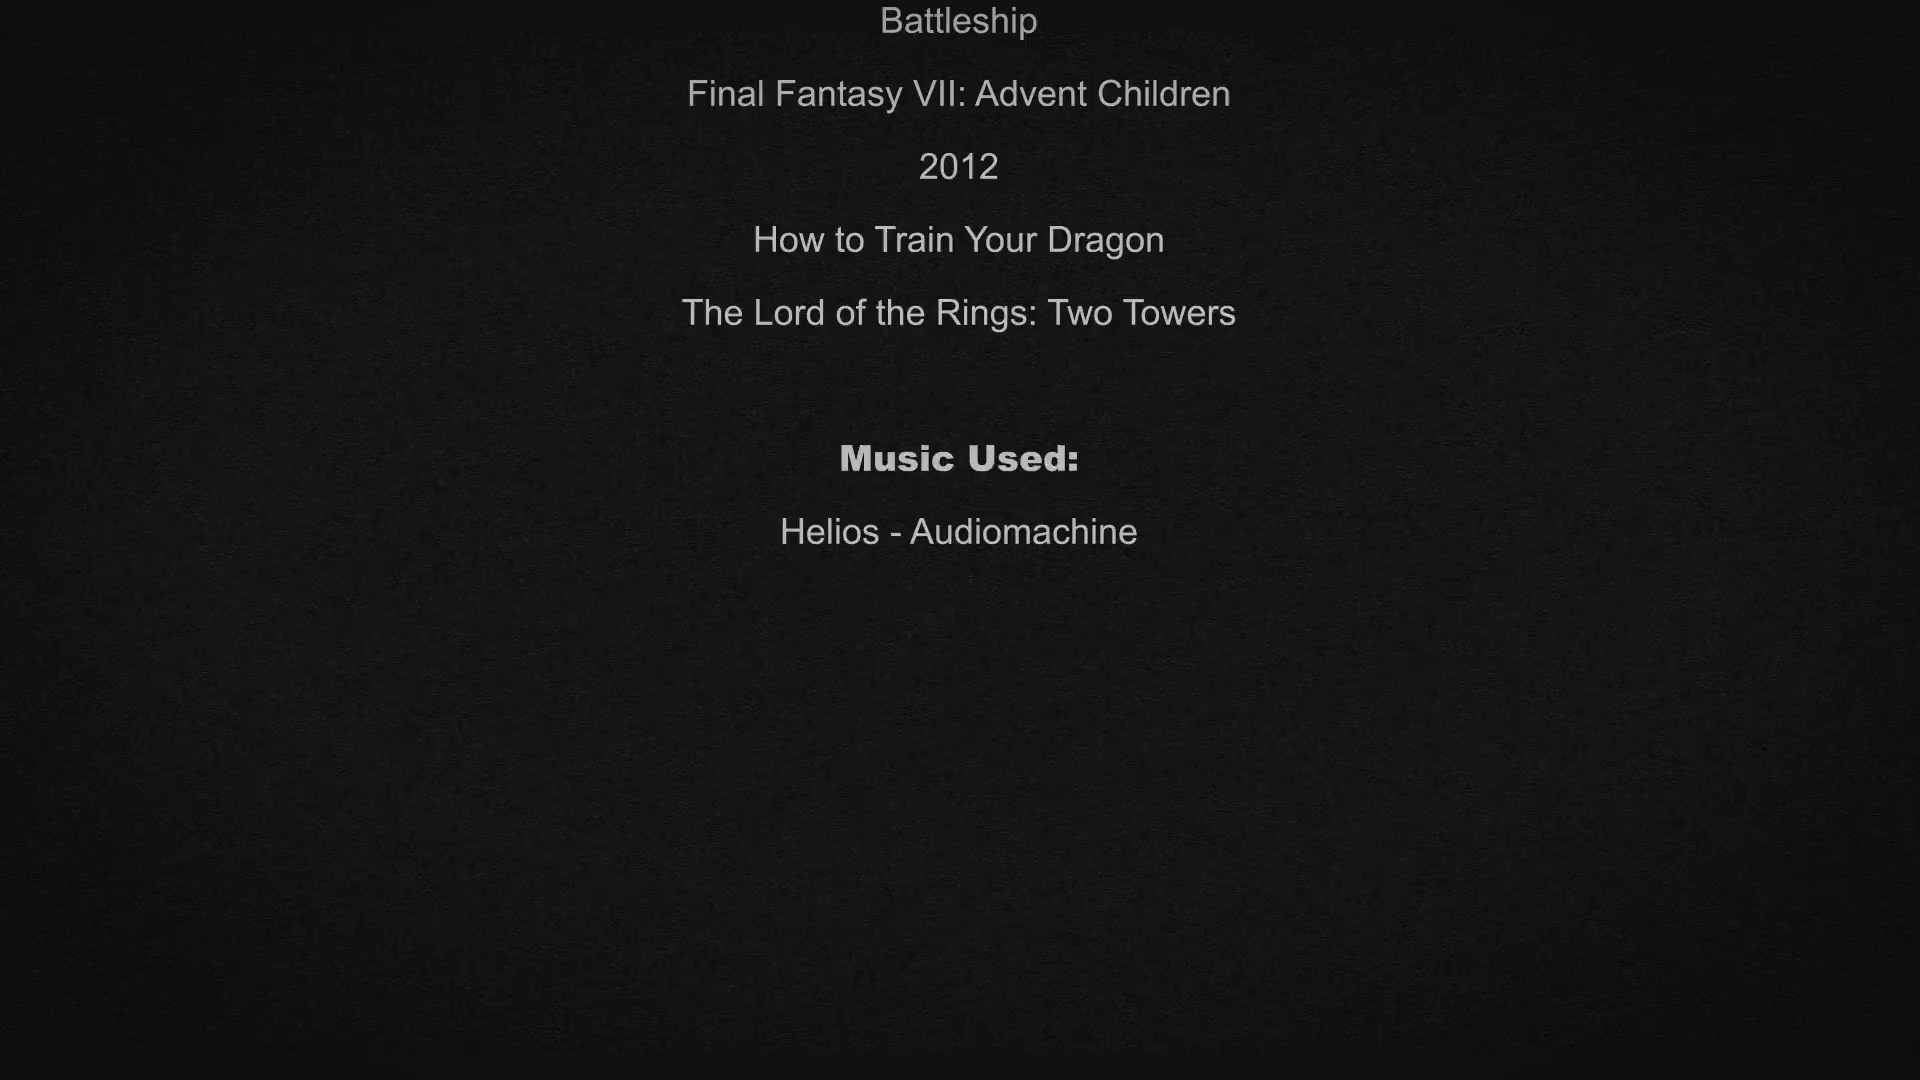 Battleship
Final Fantasy VII: Advent Children
2012
How to Train Your Dragon
The Lord of the Rings: Two Towers
Music Used:
Helios - Audiomachine